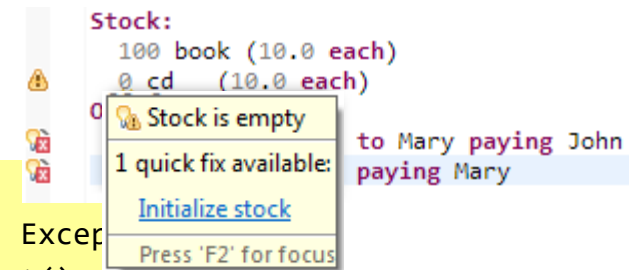 Stock:
100 book (10.0 each)
0 cd (10.0 each)
O
Stock is empty
to Mary paying John
1 quick fix available:
paying Mary
Initialize stock
Excep
Press 'F2' for focus